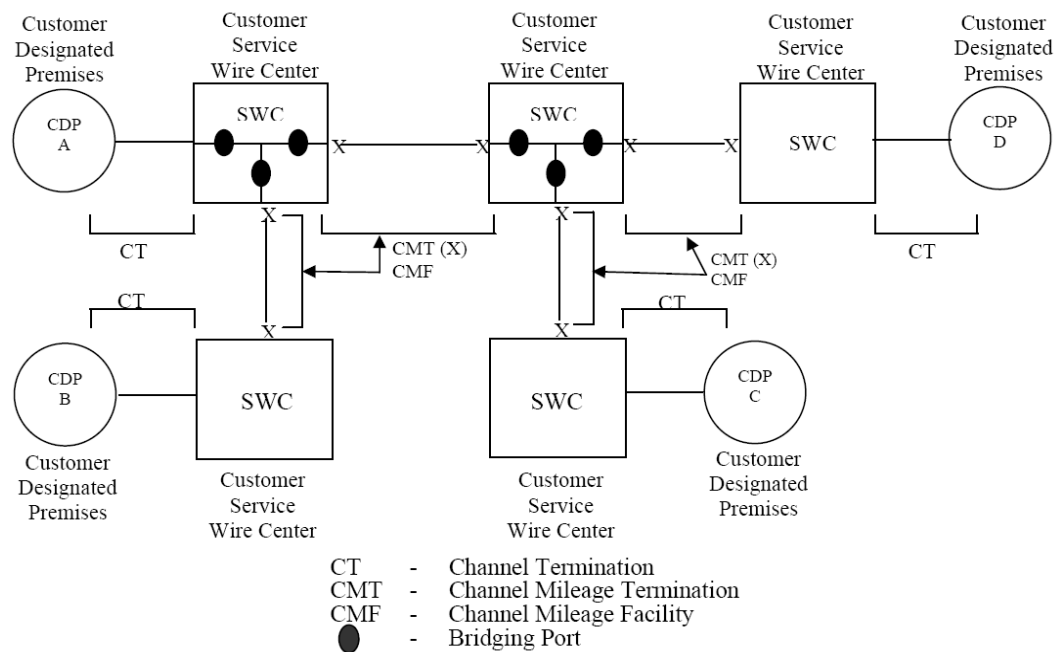 Customer
Designated
Premises
Customer
Service
Wire Center
Customer
Service
Wire Center
Customer
Service
Wire Center
Customer
Designated
Premises
CDP
A
SWC
X
SWC
X
X
SWC
CDP
D
X
X
CT
CMT (X)
CMF
CMT (X)
CMF
CT
CT
CT
X
X
CDP
B
SWC
SWC
CDP
C
Customer
Designated
Premises
Customer
Service
Wire Center
Customer
Service
Wire Center
Customer
Designated
Premises
CT - Channel Termination
CMT - Channel Mileage Termination
CMF - Channel Mileage Facility
- Bridging Port